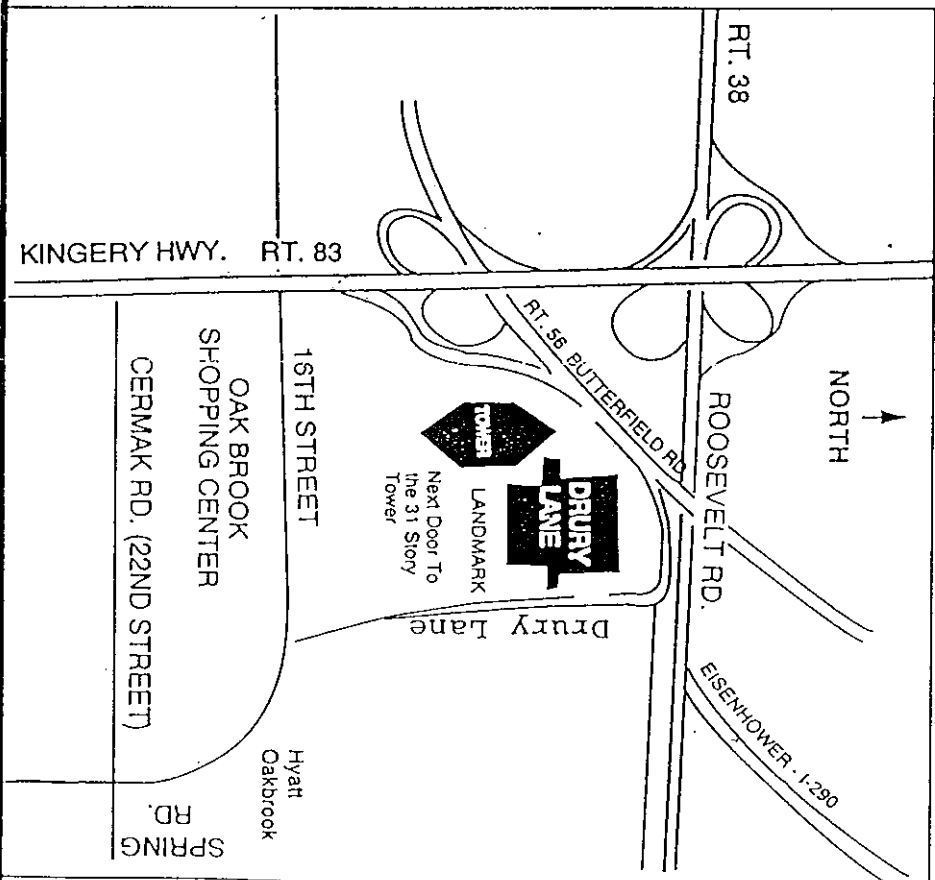 NORTH
RT. 38
ROOSEVELT RD.
EISENHOWER - I-290
RT. 56 BUTTERFIELD RD.
KINGERY HWY. RT. 83
DRURY
LANE
Drury Lane
LANDMARK
TOWER
Next Door To
the 31 Story
Tower
16TH STREET
Hyatt
Oakbrook
OAK BROOK
SHOPPING CENTER
CERMAK RD. (22ND STREET)
SPRING
RD.